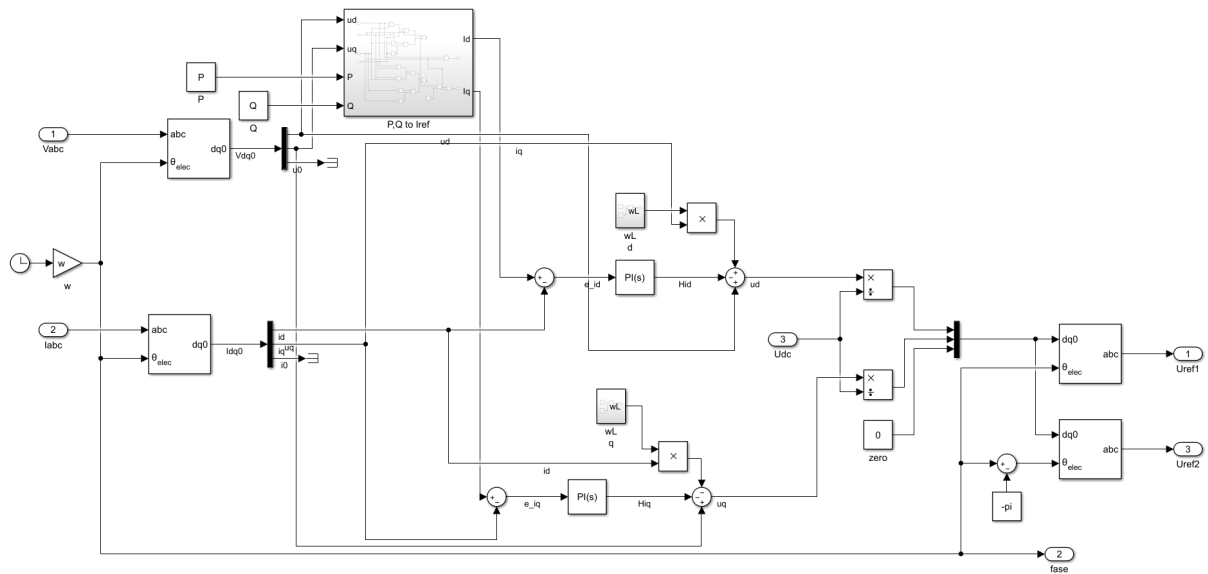 ud
Id
uq
P
P
P
Iq
Q
Q
Q
P,Q to Iref
1
Vabc
abc
dq0
θelec
Vdq0
u0
ud
iq
wL
wL
d
×
w
w
+
−
e_id
PI(s)
Hid
+
−
+
ud
×
÷
2
Iabc
abc
dq0
θelec
Idq0
id
uq
iq
i0
3
Udc
dq0
abc
θelec
1
Uref1
×
÷
wL
wL
q
×
0
zero
dq0
abc
θelec
3
Uref2
id
+
−
+
−
e_iq
PI(s)
Hiq
−
−
+
uq
-pi
2
fase